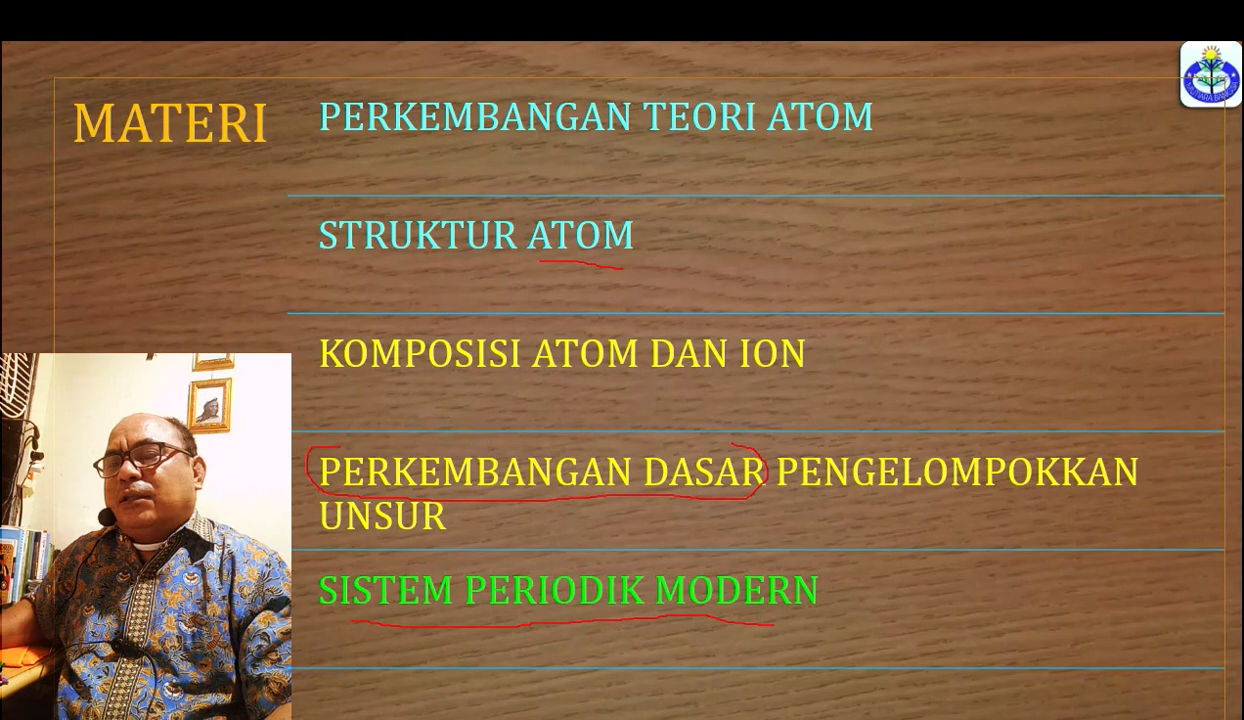 MATERI
PERKEMBANGAN TEORI ATOM
STRUKTUR ATOM
KOMPOSISI ATOM DAN ION
PERKEMBANGAN DASAR PENGELOMPOKKAN
UNSUR
SISTEM PERIODIK MODERN